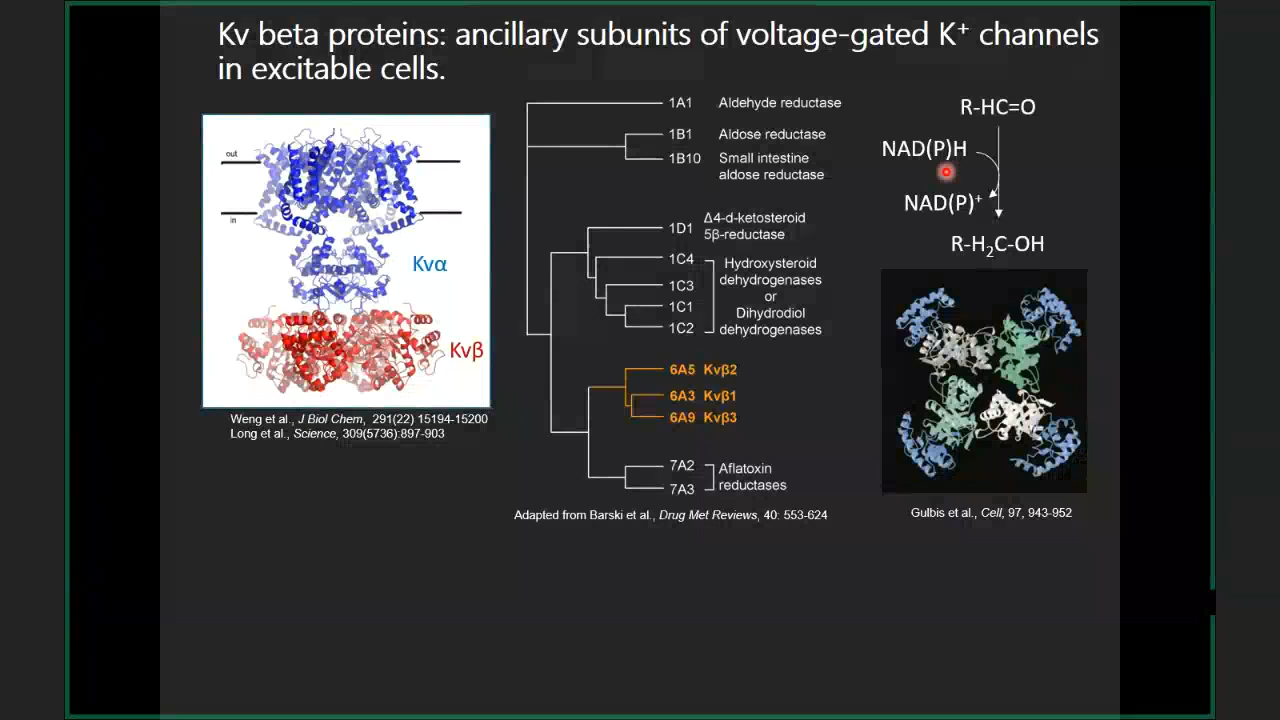 Kv beta proteins: ancillary subunits of voltage-gated K⁺ channels
in excitable cells.
out
in
Kvα
Kvβ
Weng et al., J Biol Chem, 291(22) 15194-15200
Long et al., Science, 309(5736):897-903
1A1 Aldehyde reductase
1B1 Aldose reductase
1B10 Small intestine
aldose reductase
1D1 Δ4-d-ketosteroid
5β-reductase
1C4
1C3
1C1
1C2
Hydroxysteroid
dehydrogenases
or
Dihydrodiol
dehydrogenases
6A5 Kvβ2
6A3 Kvβ1
6A9 Kvβ3
7A2
7A3
Aflatoxin
reductases
Adapted from Barski et al., Drug Met Reviews, 40: 553-624
R-HC=O
NAD(P)H
NAD(P)⁺
R-H₂C-OH
Gulbis et al., Cell, 97, 943-952